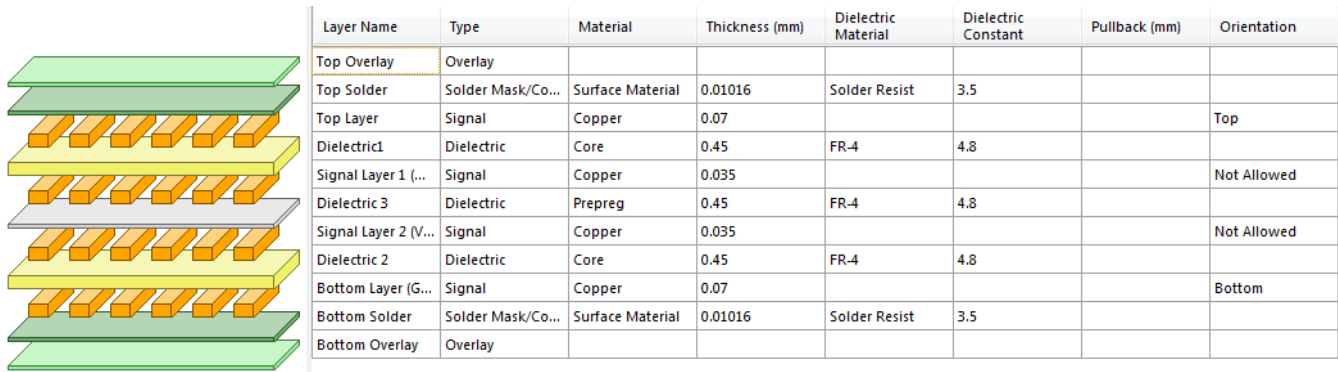 Layer Name Type Material Thickness (mm) Dielectric Material Dielectric Constant Pullback (mm) Orientation
Top Overlay Overlay
Top Solder Solder Mask/Co... Surface Material 0.01016 Solder Resist 3.5
Top Layer Signal Copper 0.07 Top
Dielectric1 Dielectric Core 0.45 FR-4 4.8
Signal Layer 1 (... Signal Copper 0.035 Not Allowed
Dielectric 3 Dielectric Prepreg 0.45 FR-4 4.8
Signal Layer 2 (V... Signal Copper 0.035 Not Allowed
Dielectric 2 Dielectric Core 0.45 FR-4 4.8
Bottom Layer (G... Signal Copper 0.07 Bottom
Bottom Solder Solder Mask/Co... Surface Material 0.01016 Solder Resist 3.5
Bottom Overlay Overlay